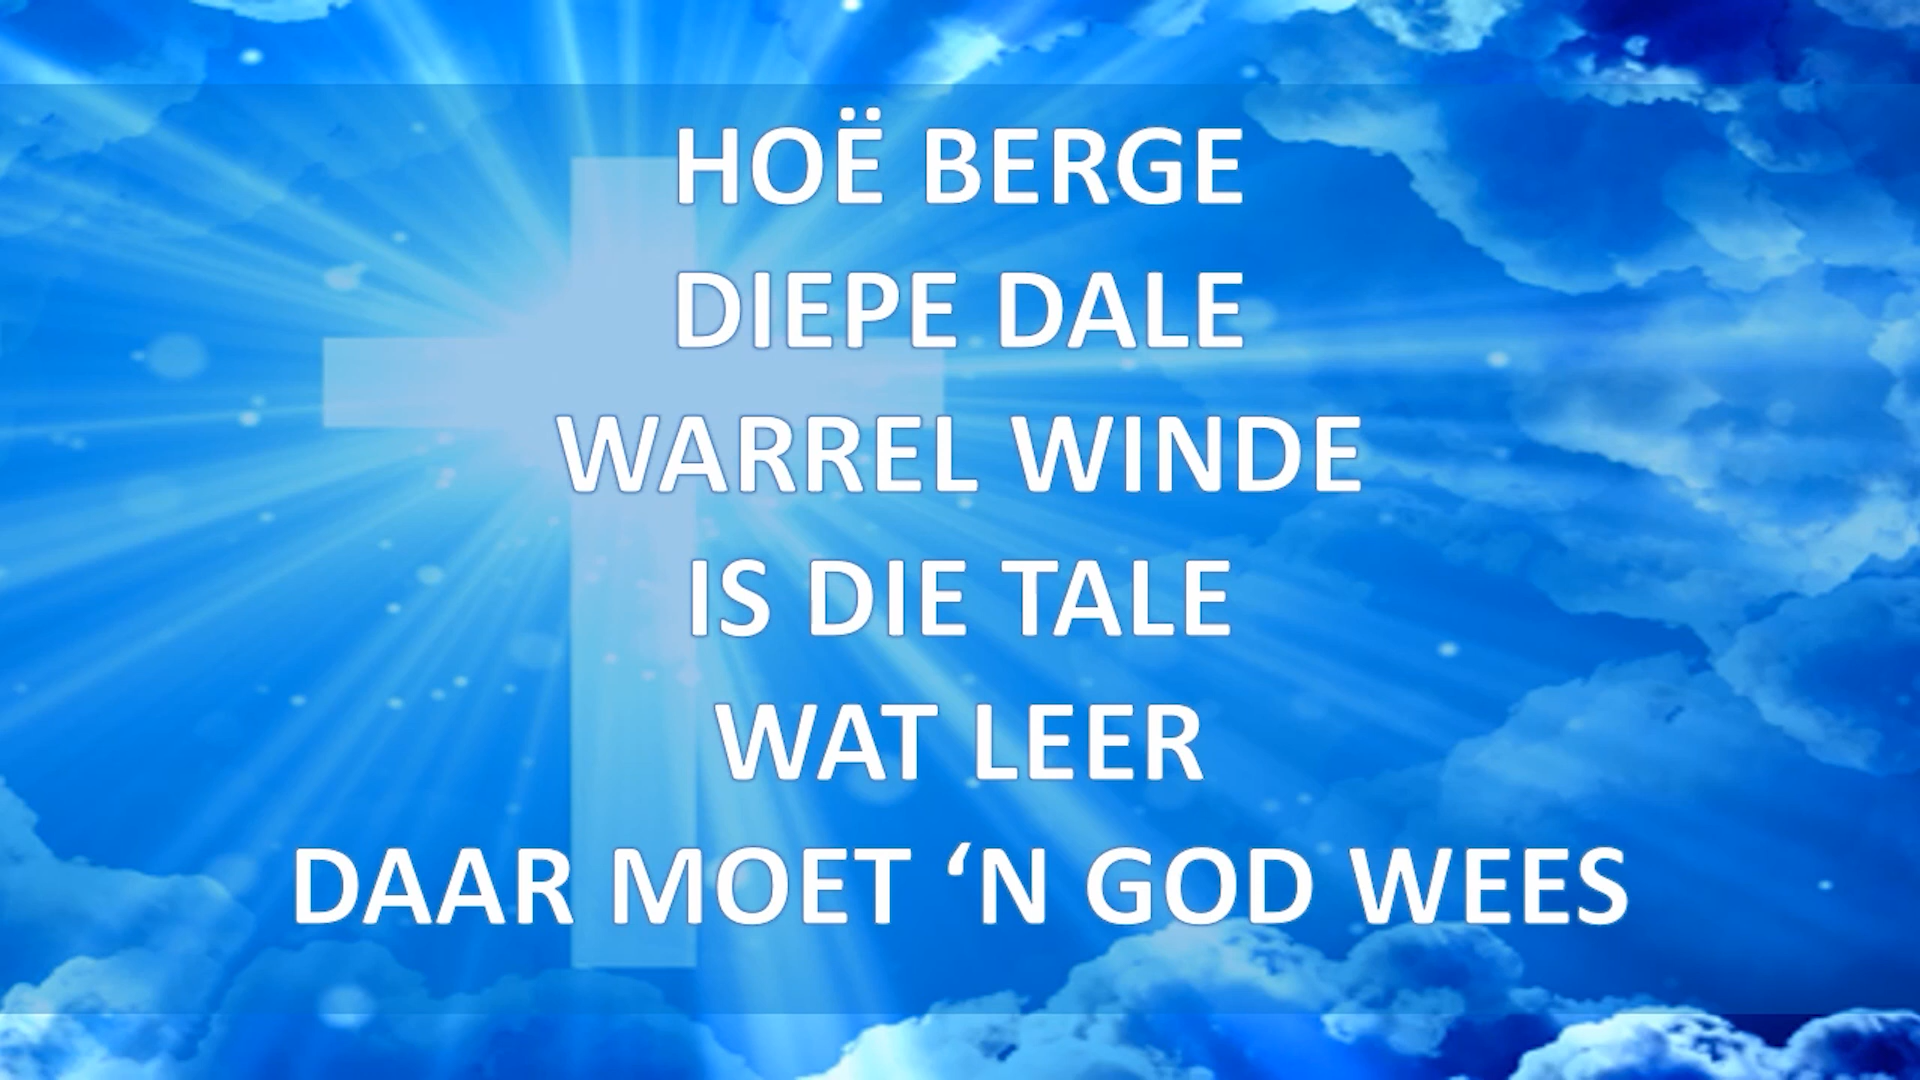 HOË BERGE
DIEPE DALE
WARREL WINDE
IS DIE TALE
WAT LEER
DAAR MOET ‘N GOD WEES